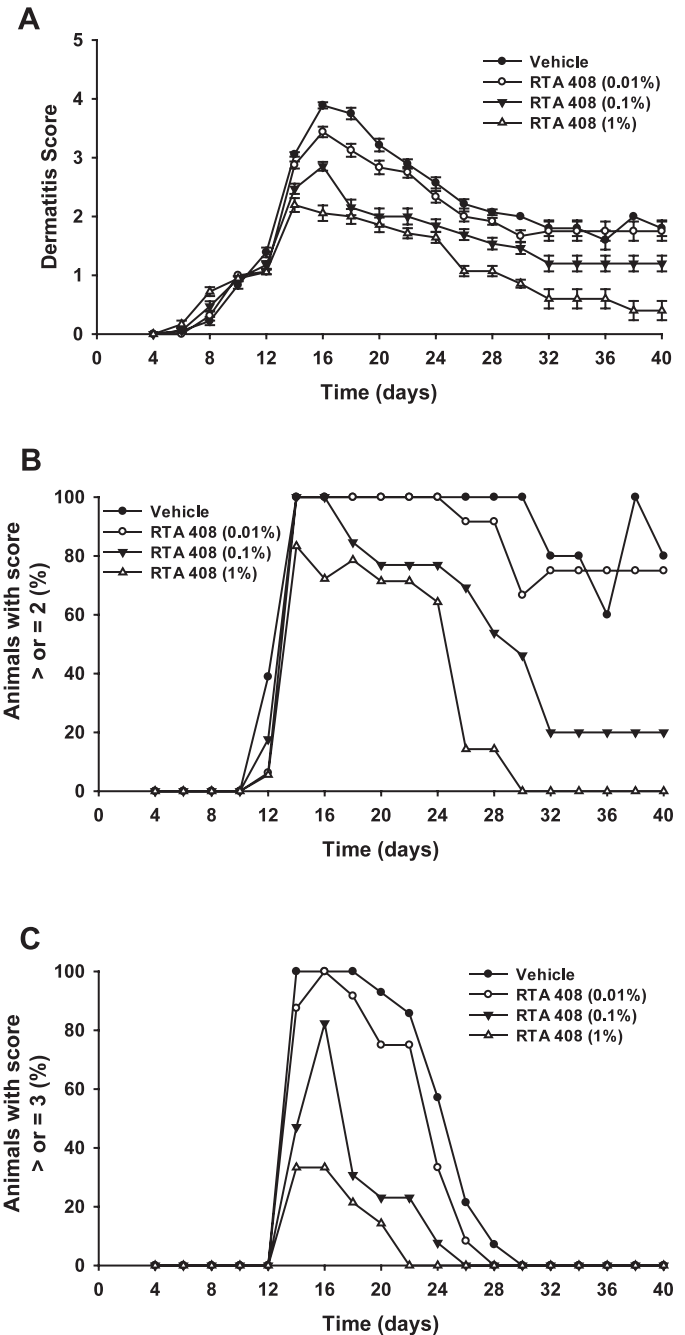 A
5
4
3
2
1
0
Dermatitis Score
Vehicle
RTA 408 (0.01%)
RTA 408 (0.1%)
RTA 408 (1%)
0 4 8 12 16 20 24 28 32 36 40
Time (days)
B
100
80
60
40
20
0
Animals with score
> or = 2 (%)
Vehicle
RTA 408 (0.01%)
RTA 408 (0.1%)
RTA 408 (1%)
0 4 8 12 16 20 24 28 32 36 40
Time (days)
C
100
80
60
40
20
0
Animals with score
> or = 3 (%)
Vehicle
RTA 408 (0.01%)
RTA 408 (0.1%)
RTA 408 (1%)
0 4 8 12 16 20 24 28 32 36 40
Time (days)